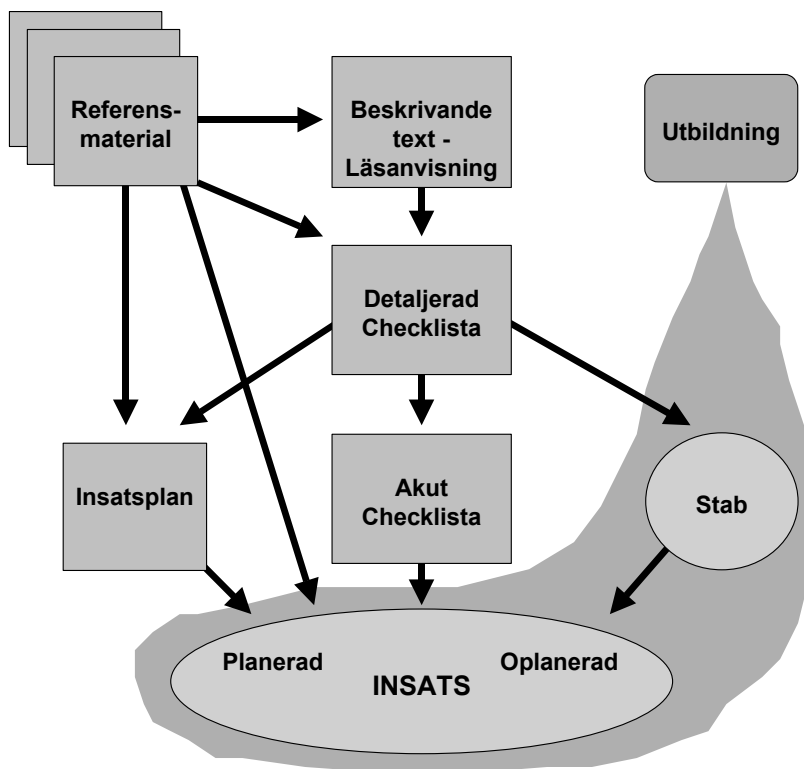 Referens-
material
Beskrivande
text -
Läsanvisning
Utbildning
Detaljerad
Checklista
Insatsplan
Akut
Checklista
Stab
Planerad
Oplanerad
INSATS